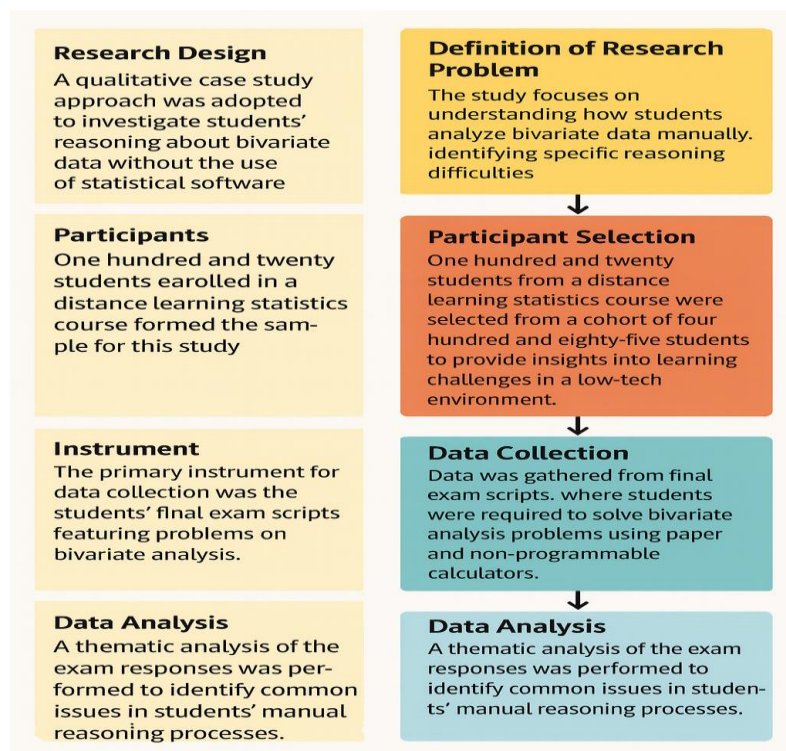 Research Design
A qualitative case study
approach was adopted
to investigate students’
reasoning about bivariate
data without the use
of statistical software
Participants
One hundred and twenty
students earolled in a
distance learning statistics
course formed the sam-
ple for this study
Instrument
The primary instrument for
data collection was the
students’ final exam scripts
featuring problems on
bivariate analysis.
Data Analysis
A thematic analysis of the
exam responses was per-
formed to identify common
issues in students’ manual
reasoning processes.
Definition of Research
Problem
The study focuses on
understanding how students
analyze bivariate data manually.
identifying specific reasoning
difficulties
Participant Selection
One hundred and twenty
students from a distance
learning statistics course were
selected from a cohort of four
hundred and eighty-five students
to provide insights into learning
challenges in a low-tech
environment.
Data Collection
Data was gathered from final
exam scripts. where students
were required to solve bivariate
analysis problems using paper
and non-programmable
calculators.
Data Analysis
A thematic analysis of the exam
responses was performed to
identify common issues in studen-
ts’ manual reasoning processes.